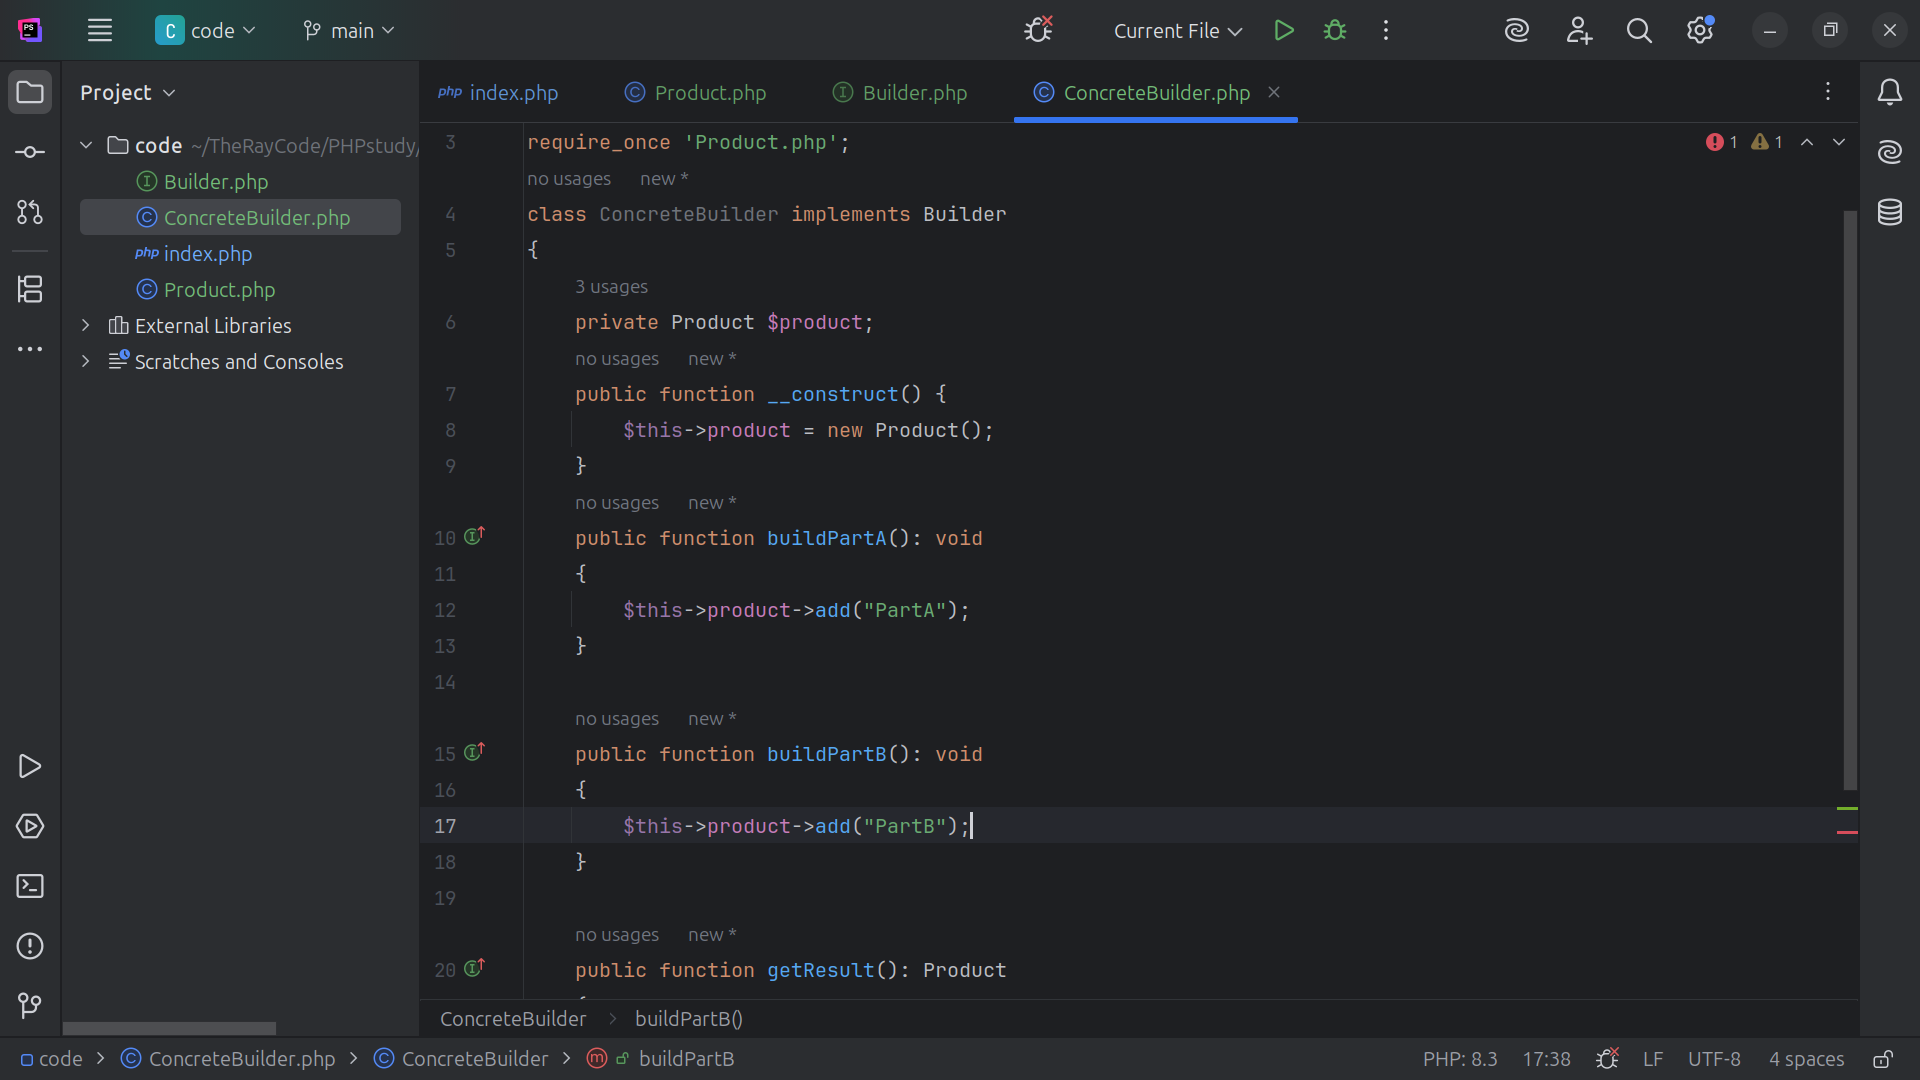 code
main
Current File
Project
index.php
Product.php
Builder.php
ConcreteBuilder.php
code ~/TheRayCode/PHPstudy/
Builder.php
ConcreteBuilder.php
index.php
Product.php
External Libraries
Scratches and Consoles
1 1
3 require_once 'Product.php';
no usages new *
4 class ConcreteBuilder implements Builder
5 {
3 usages
6 private Product $product;
no usages new *
7 public function __construct() {
8 $this->product = new Product();
9 }
no usages new *
10 public function buildPartA(): void
11 {
12 $this->product->add("PartA");
13 }
14
no usages new *
15 public function buildPartB(): void
16 {
17 $this->product->add("PartB");
18 }
19
no usages new *
20 public function getResult(): Product
ConcreteBuilder > buildPartB()
code > ConcreteBuilder.php > ConcreteBuilder > buildPartB
PHP: 8.3 17:38 LF UTF-8 4 spaces